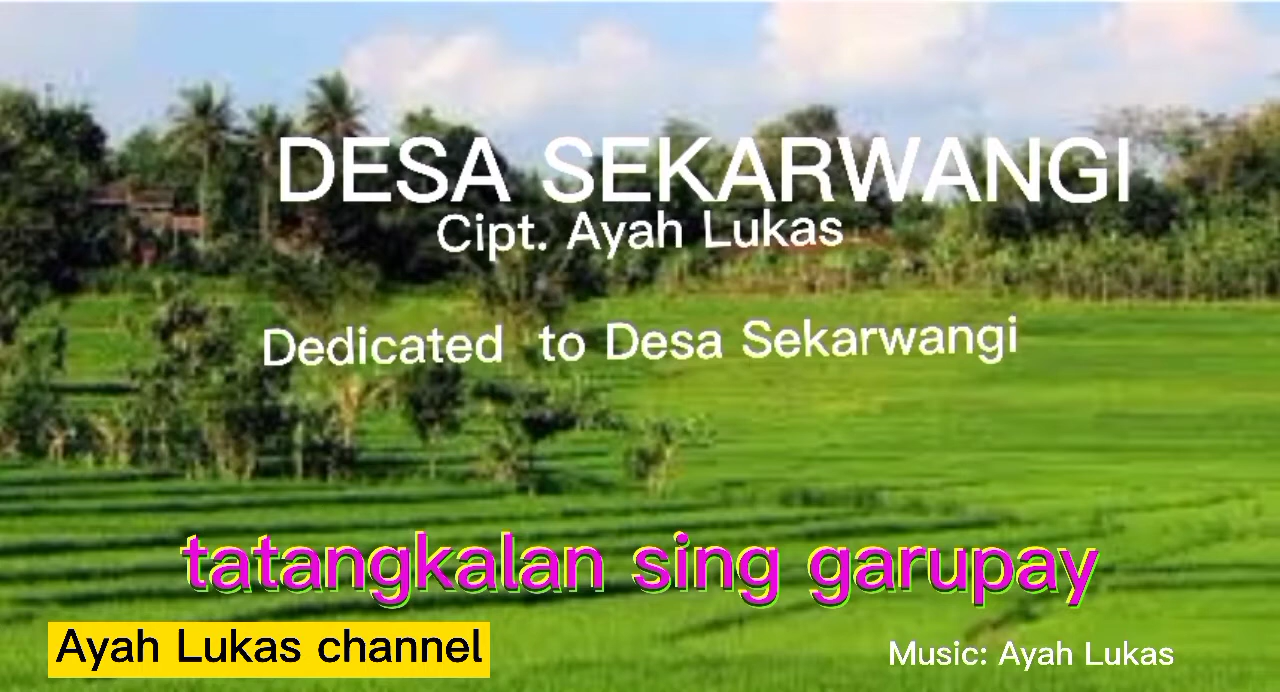 DESA SEKARWANGI
Cipt. Ayah Lukas
Dedicated to Desa Sekarwangi
tatangkalan sing garupay
Ayah Lukas channel
Music: Ayah Lukas